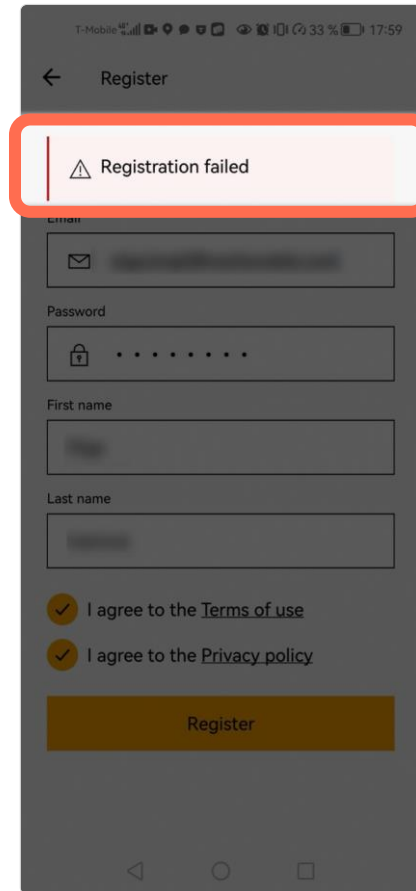 T-Mobile 33 % 17:59
Register
Registration failed
Email
Password
First name
Last name
I agree to the Terms of use
I agree to the Privacy policy
Register